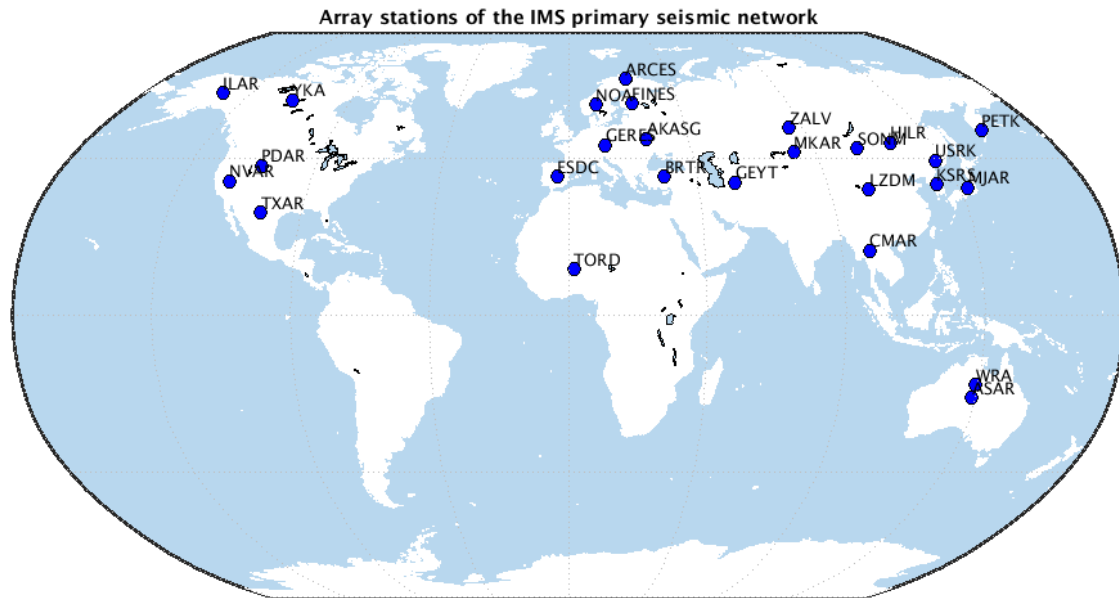 Array stations of the IMS primary seismic network
ARCES
ILAR
YKA
NOA
FINES
ZALV
PETK
AKASG
HILR
GERES
SONM
MKAR
USRK
PDAR
ESDC
BRTR
GEYT
KSRS
NVAR
LZDM
MJAR
TXAR
CMAR
TORD
WRA
ASAR